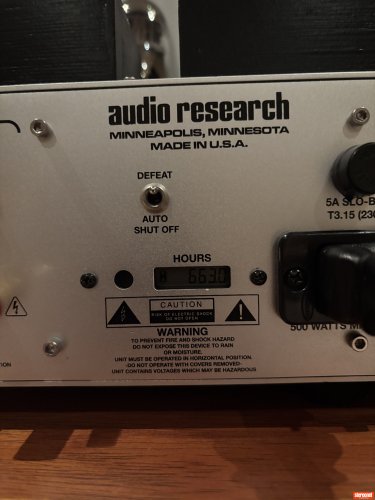 audio research
MINNEAPOLIS, MINNESOTA
MADE IN U.S.A.
DEFEAT
AUTO
SHUT OFF
5A SLO-B
T3.15 (230
HOURS
CAUTION
RISK OF ELECTRIC SHOCK
DO NOT OPEN
500 WATTS M
WARNING
TO PREVENT FIRE AND SHOCK HAZARD
DO NOT EXPOSE THIS DEVICE TO RAIN
OR MOISTURE.
UNIT MUST BE OPERATED IN HORIZONTAL POSITION.
-DO NOT OPERATE WITH COVERS REMOVED-
UNIT CONTAINS VOLTAGES WHICH MAY BE HAZARDOUS
TION
stereonet